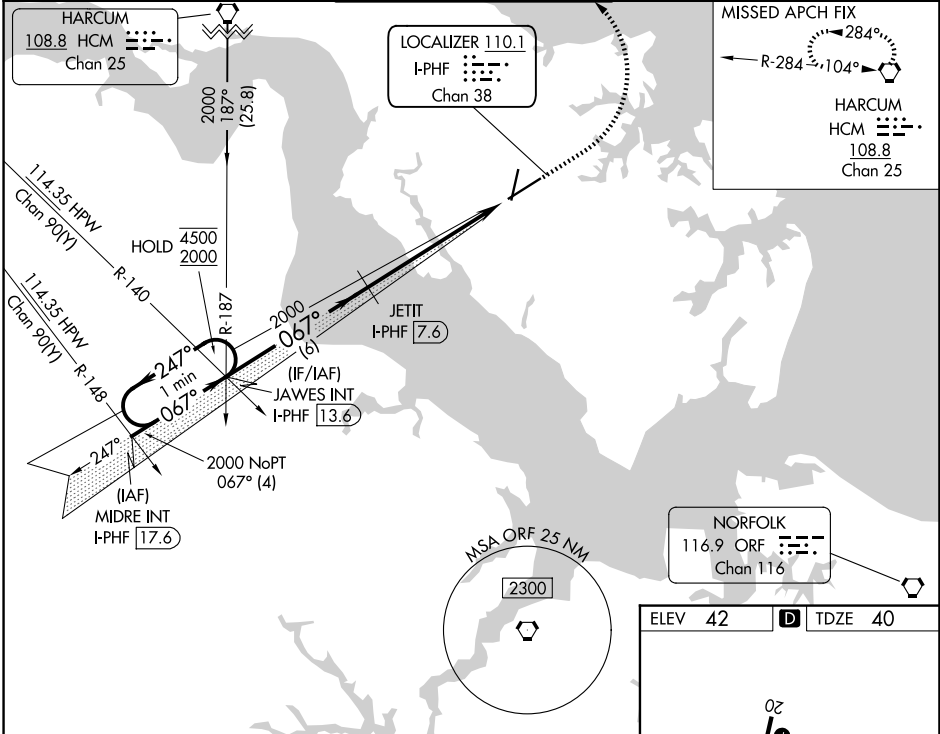 HARCUM
108.8 HCM
Chan 25
2000
187°
(25.8)
LOCALIZER 110.1
I-PHF
Chan 38
MISSED APCH FIX
284°
R-284
104°
HARCUM
HCM
108.8
Chan 25
114.35 HPW
Chan 90(Y)
R-140
HOLD 4500
2000
R-187
114.35 HPW
Chan 90(Y)
R-148
2000
067°
(6)
JETIT
I-PHF 7.6
247°
1 min
067°
(IF/IAF)
JAWES INT
I-PHF 13.6
247°
2000 NoPT
067° (4)
(IAF)
MIDRE INT
I-PHF 17.6
MSA ORF 25 NM
2300
NORFOLK
116.9 ORF
Chan 116
ELEV 42 D TDZE 40
20